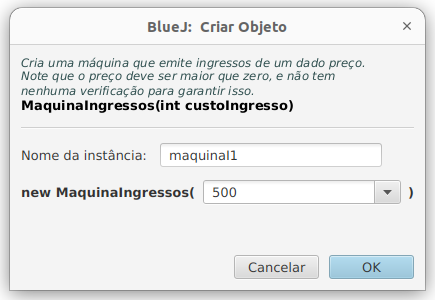 BlueJ: Criar Objeto
Cria uma máquina que emite ingressos de um dado preço.
Note que o preço deve ser maior que zero, e não tem
nenhuma verificação para garantir isso.
MaquinaIngressos(int custoIngresso)
Nome da instância: maquinaI1
new MaquinaIngressos( 500 )
Cancelar OK